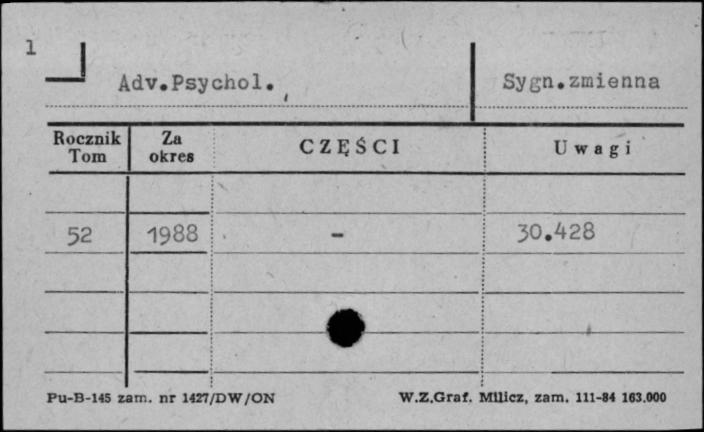 1
Adv.Psychol.
Sygn.zmienna
Rocznik Tom
Za okres
CZĘŚCI
Uwagi
52 1988 - 30.428
Pu-B-145 zam. nr 1427/DW/ON
W.Z.Graf. Milicz, zam. 111-84 163.000